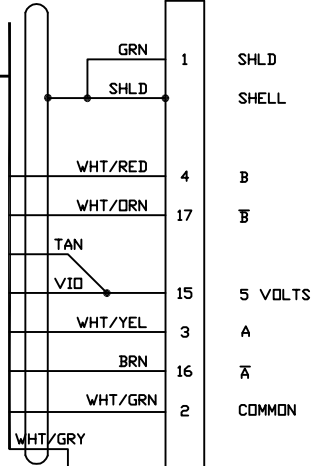 GRN 1 SHLD
SHLD SHELL
WHT/RED 4 B
WHT/ORN 17 B̅
TAN
VIO 15 5 VOLTS
WHT/YEL 3 A
BRN 16 A̅
WHT/GRN 2 COMMON
WHT/GRY